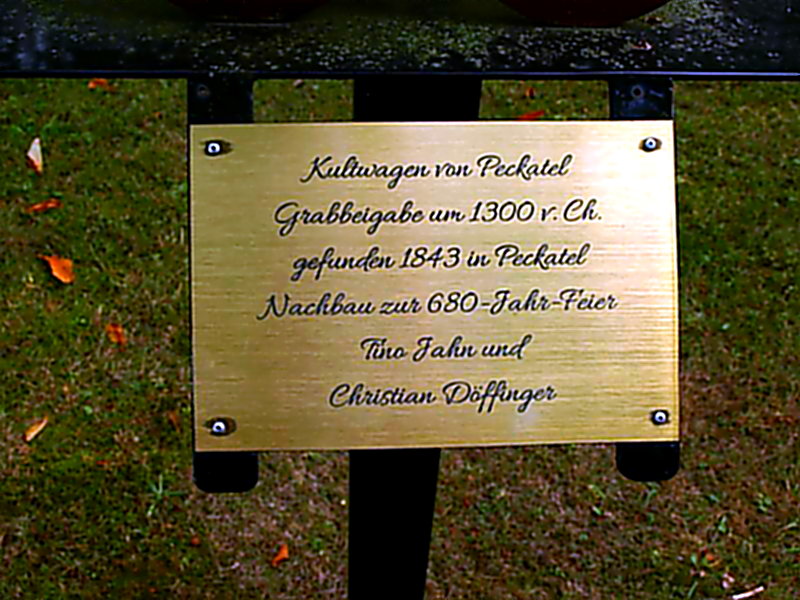 Kultwagen von Peckatel
Grabbeigabe um 1300 v. Ch.
gefunden 1843 in Peckatel
Nachbau zur 680-Jahr-Feier
Tino Jahn und
Christian Döffinger